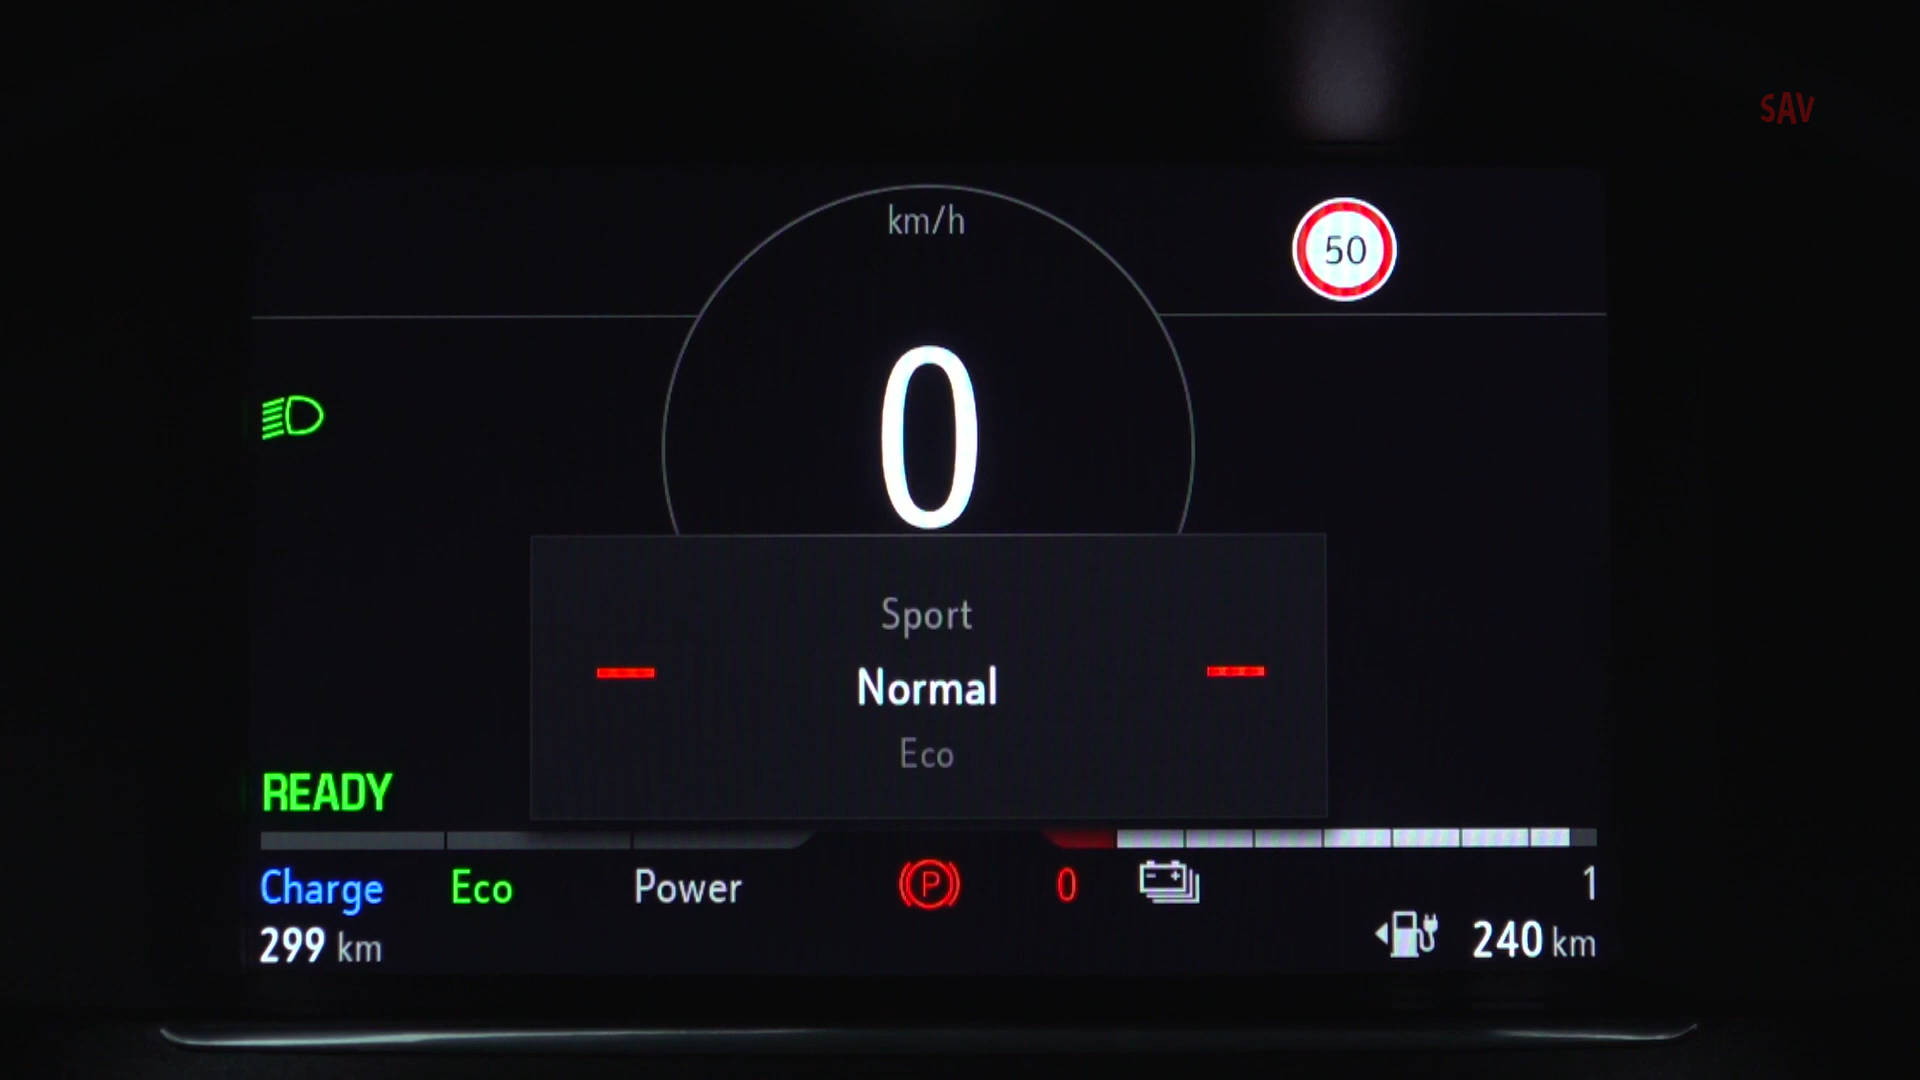 SAV
km/h
50
0
Sport
Normal
Eco
READY
Charge Eco Power P 0 1
299 km 240 km